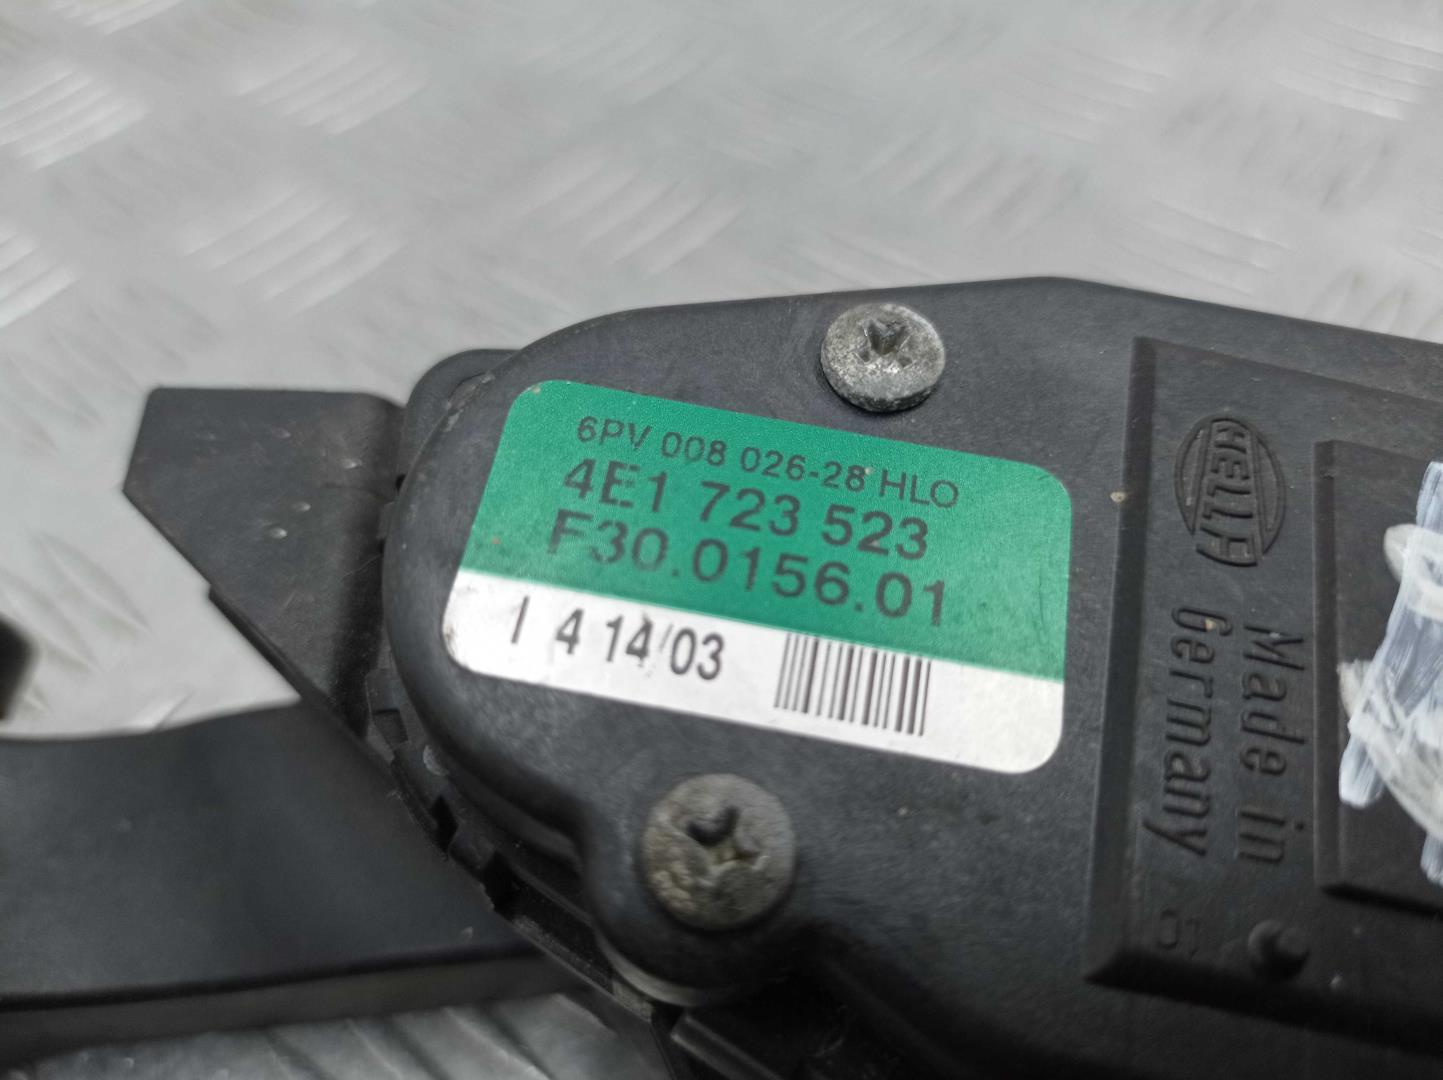 6PV 008 026-28 HLO
4E1 723 523
F30.0156.01
I 4 14/03
HELLA
Made in
Germany